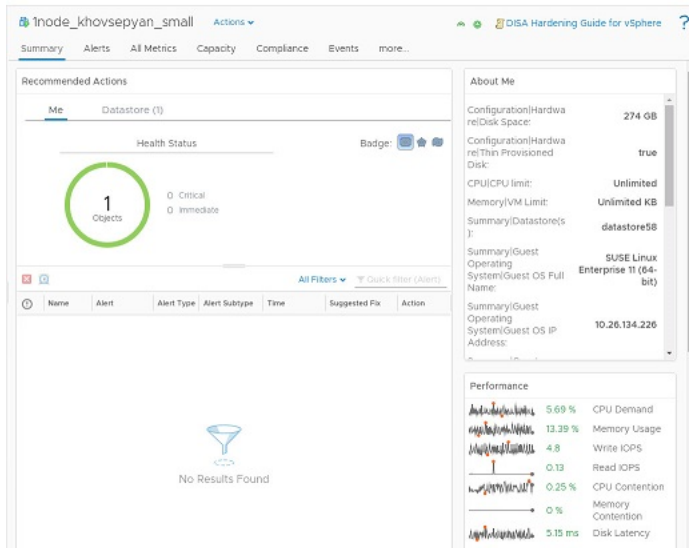 1node_khovsepyan_small
Actions
DISA Hardening Guide for vSphere
?
Summary Alerts All Metrics Capacity Compliance Events more...
Recommended Actions
Me Datastore (1)
Health Status
Badge:
1
Objects
0 Critical
0 Immediate
All Filters
Quick filter (Alert)
Name Alert Alert Type Alert Subtype Time Suggested Fix Action
No Results Found
About Me
Configuration|Hardwa
re|Disk Space:
274 GB
Configuration|Hardwa
re|Thin Provisioned
Disk:
true
CPU|CPU limit:
Unlimited
Memory|VM Limit:
Unlimited KB
Summary|Datastore(s
):
datastore58
Summary|Guest
Operating
System|Guest OS Full
Name:
SUSE Linux
Enterprise 11 (64-
bit)
Summary|Guest
Operating
System|Guest OS IP
Address:
10.26.134.226
Performance
5.69 % CPU Demand
13.39 % Memory Usage
4.8 Write IOPS
0.13 Read IOPS
0.25 % CPU Contention
0 % Memory
Contention
5.15 ms Disk Latency